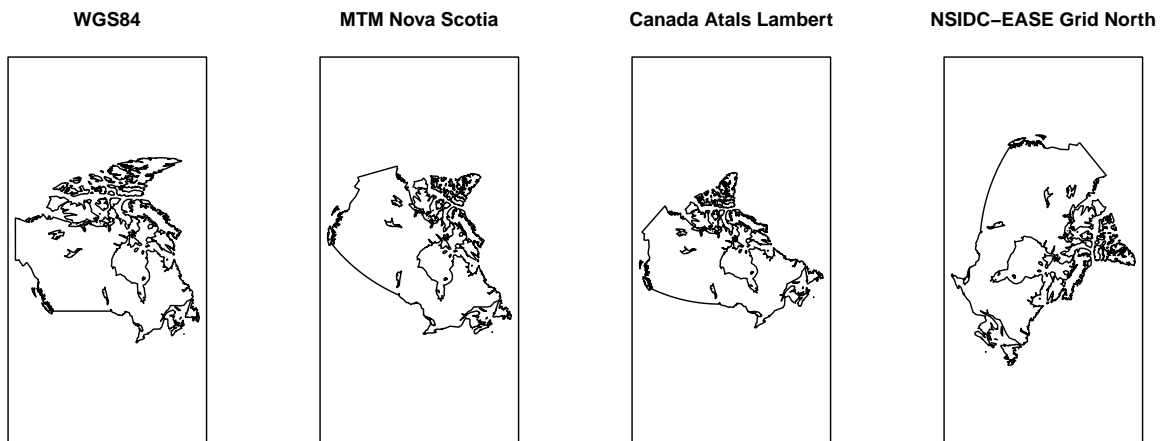 WGS84
MTM Nova Scotia
Canada Atals Lambert
NSIDC−EASE Grid North